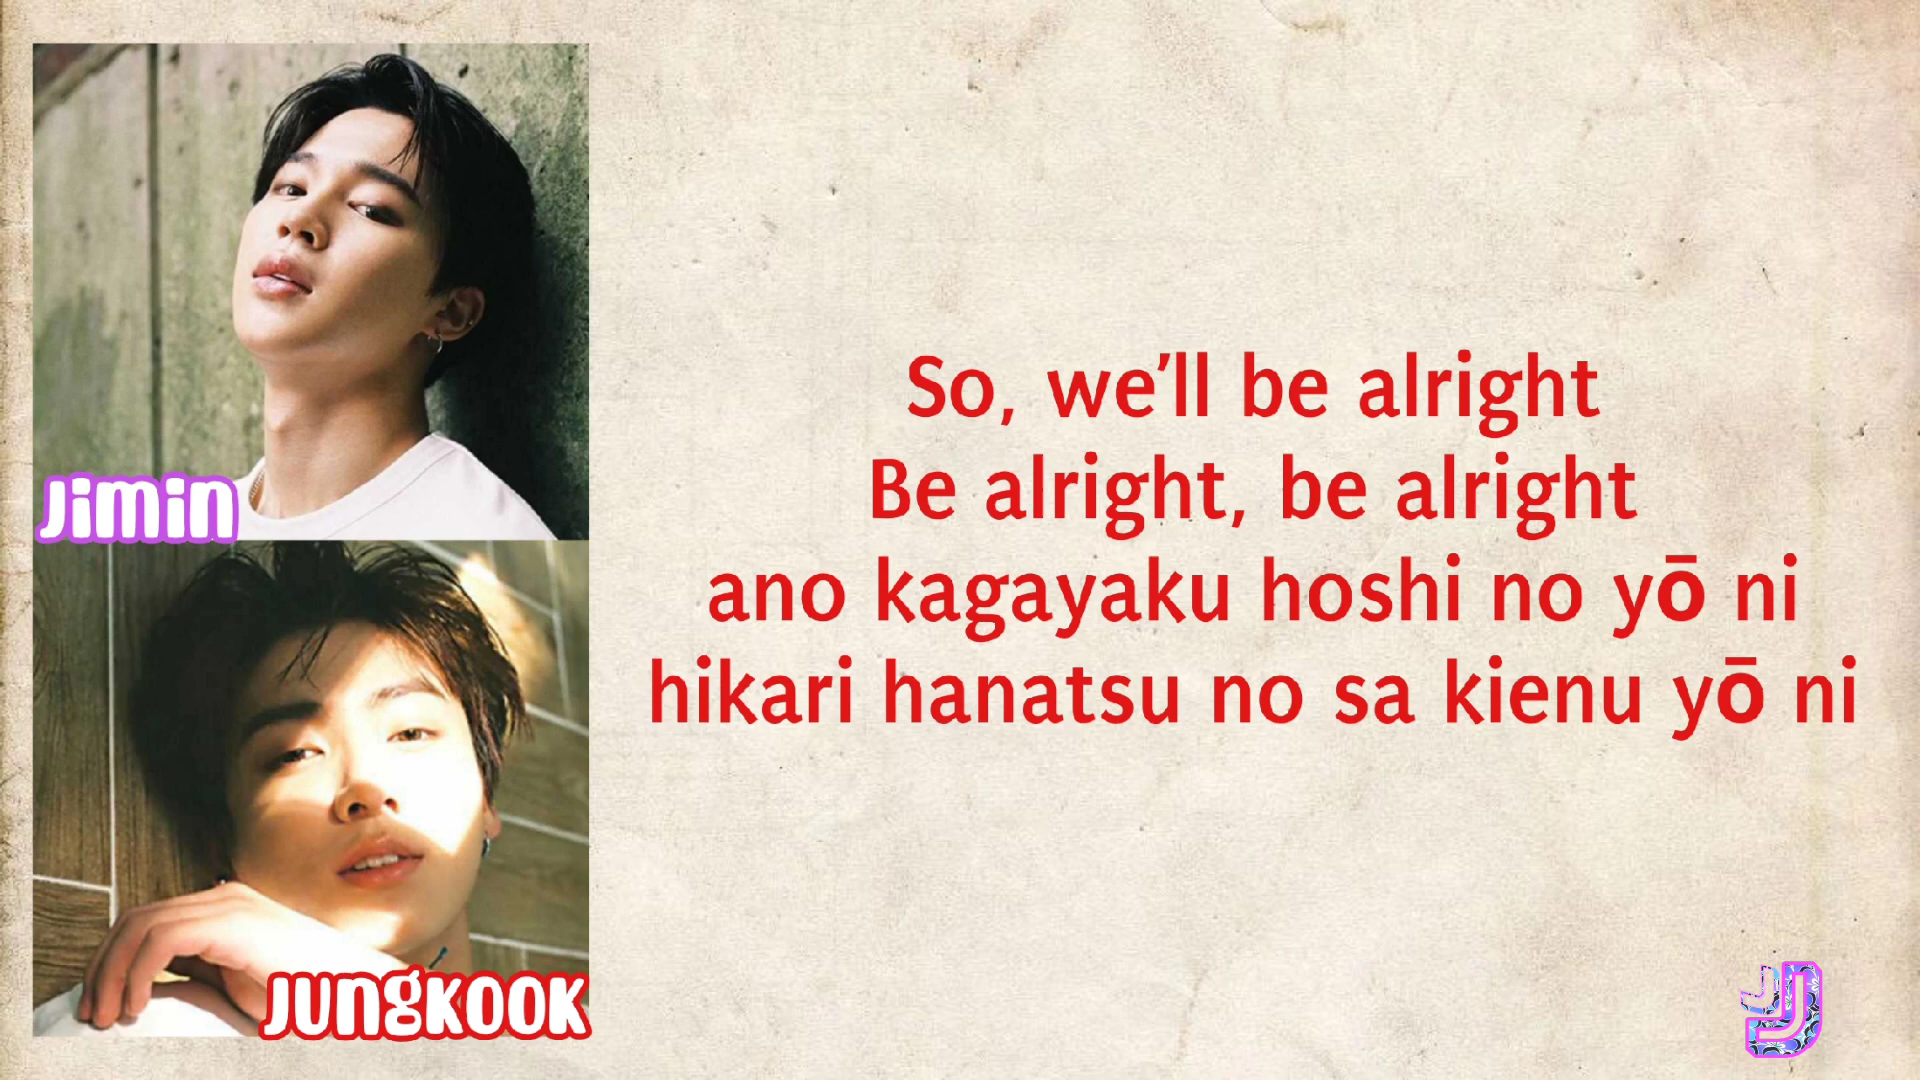 Jimin
Jungkook
So, we'll be alright
Be alright, be alright
ano kagayaku hoshi no yō ni
hikari hanatsu no sa kienu yō ni
JJ